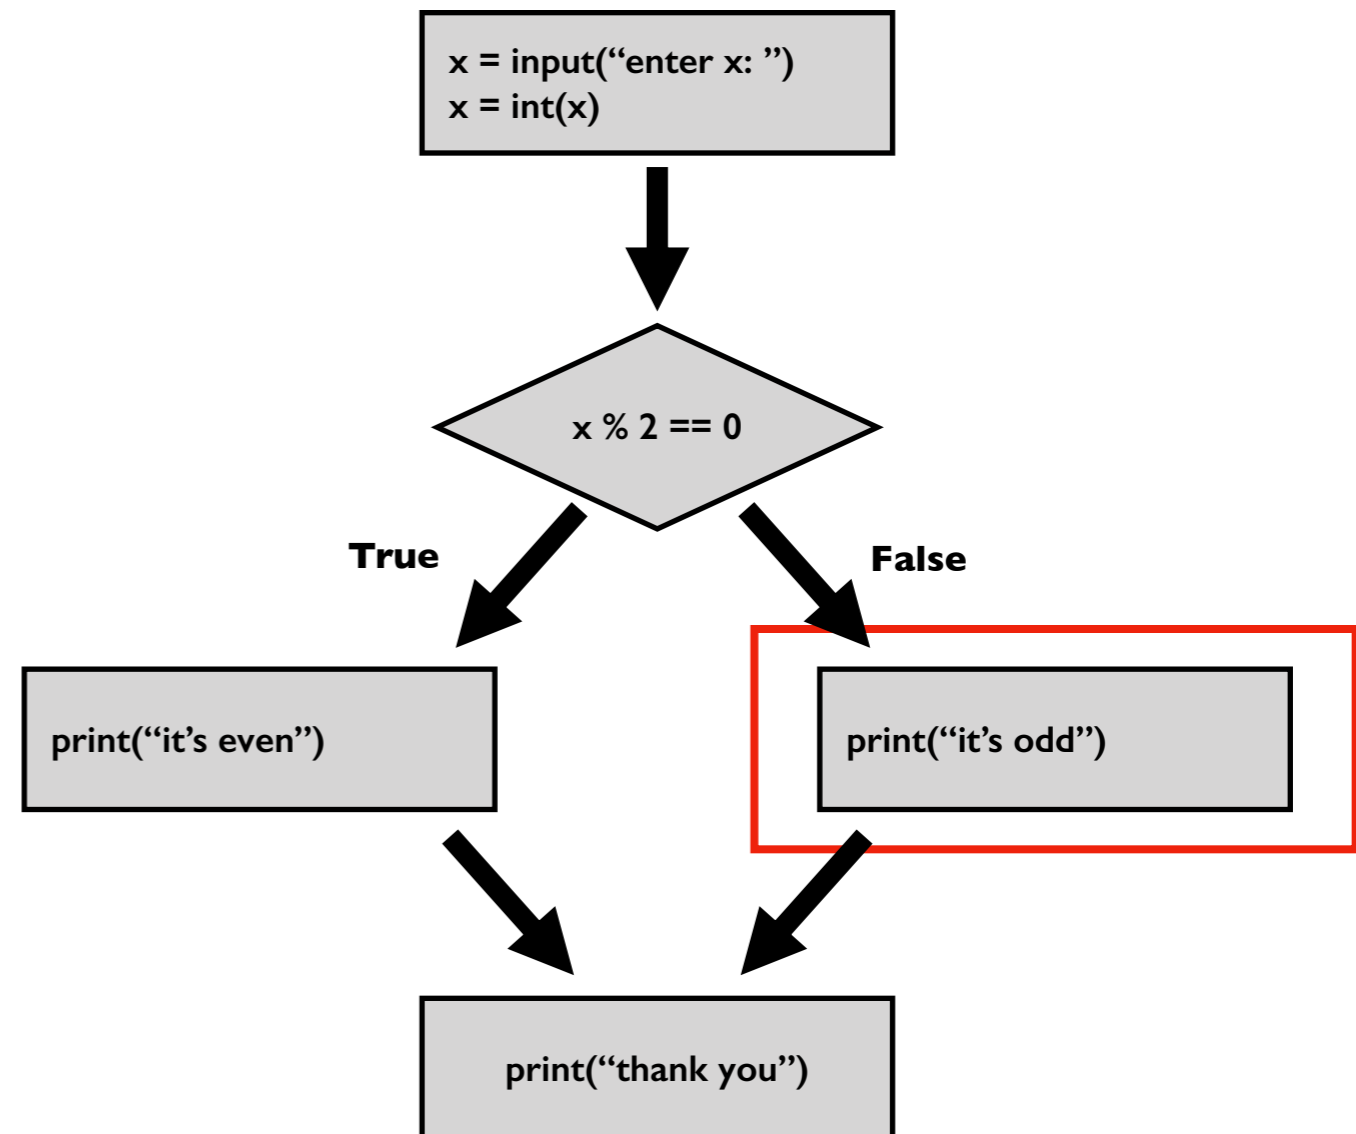 x = input(“enter x: ”)
x = int(x)
x % 2 == 0
True
False
print(“it’s even”)
print(“it’s odd”)
print(“thank you”)